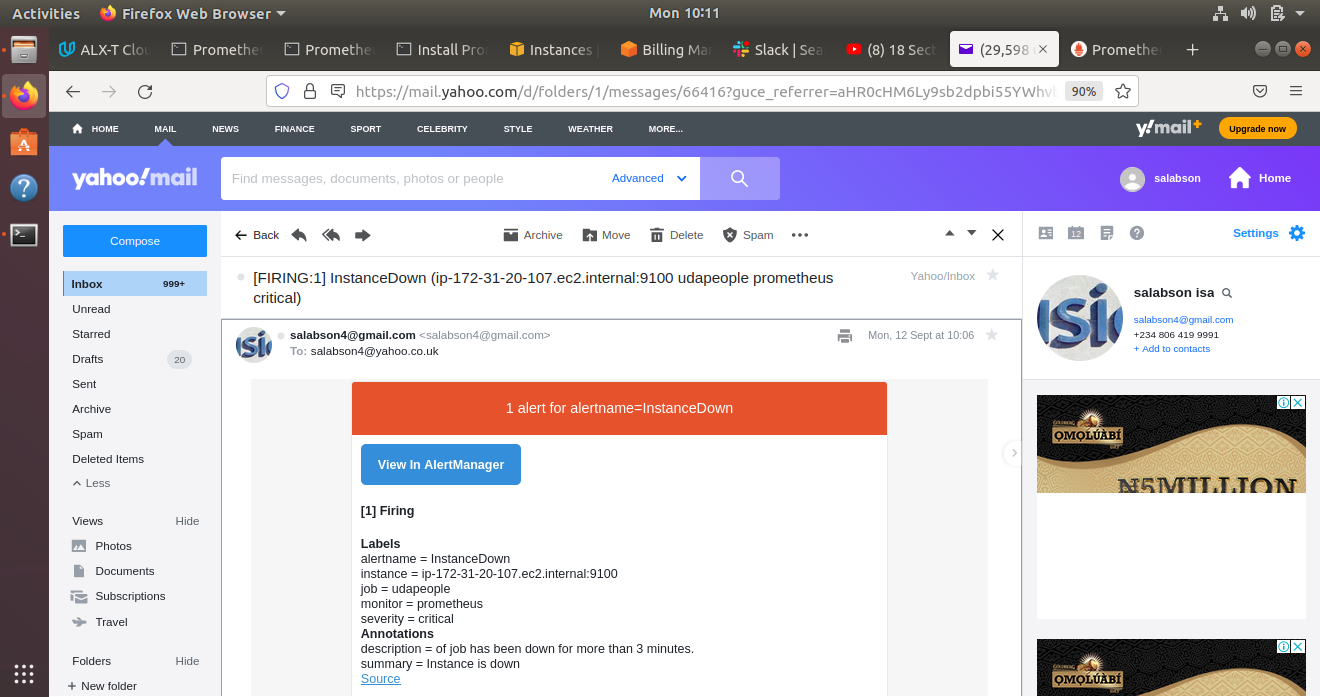 Activities Firefox Web Browser Mon 10:11
ALX-T Clou Promethe Promethe Install Pro Instances | Billing Ma Slack | Sea (8) 18 Sect (29,598 Promethe
https://mail.yahoo.com/d/folders/1/messages/66416?guce_referrer=aHR0cHM6Ly9sb2dpbi55YWhvb 90%
HOME MAIL NEWS FINANCE SPORT CELEBRITY STYLE WEATHER MORE... y!mail+ Upgrade now
yahoo!mail Find messages, documents, photos or people Advanced salabson Home
Compose Back Archive Move Delete Spam 12 Settings
Inbox 999+
Unread
Starred
Drafts 20
Sent
Archive
Spam
Deleted Items
Less
Views Hide
Photos
Documents
Subscriptions
Travel
Folders Hide
+ New folder
[FIRING:1] InstanceDown (ip-172-31-20-107.ec2.internal:9100 udapeople prometheus
critical)
Yahoo/Inbox
salabson4@gmail.com <salabson4@gmail.com> Mon, 12 Sept at 10:06
To: salabson4@yahoo.co.uk
1 alert for alertname=InstanceDown
View In AlertManager
[1] Firing
Labels
alertname = InstanceDown
instance = ip-172-31-20-107.ec2.internal:9100
job = udapeople
monitor = prometheus
severity = critical
Annotations
description = of job has been down for more than 3 minutes.
summary = Instance is down
Source
salabson isa
salabson4@gmail.com
+234 806 419 9991
+ Add to contacts
ỌMỌLÚÀBÍ
₦5MILLION
ỌMỌLÚÀBÍ